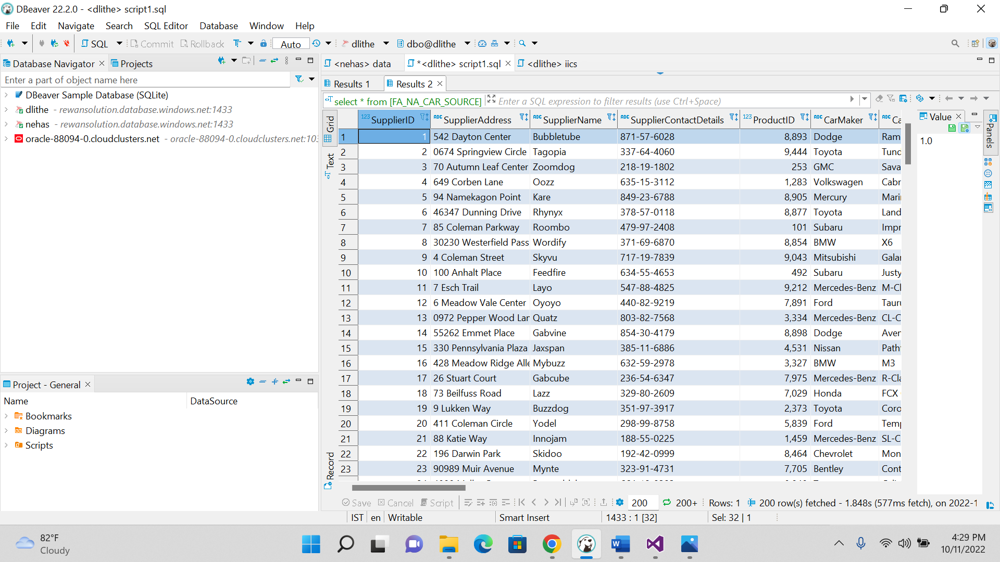 DBeaver 22.2.0 - <dlithe> script1.sql
File Edit Navigate Search SQL Editor Database Window Help
SQL Commit Rollback Auto dlithe dbo@dlithe
Database Navigator Projects
Enter a part of object name here
DBeaver Sample Database (SQLite)
dlithe - rewansolution.database.windows.net:1433
nehas - rewansolution.database.windows.net:1433
oracle-88094-0.cloudclusters.net - oracle-88094-0.cloudclusters.net:103
Project - General
Name DataSource
Bookmarks
Diagrams
Scripts
<nehas> data *<dlithe> script1.sql <dlithe> iics
Results 1 Results 2
select * from [FA_NA_CAR_SOURCE] Enter a SQL expression to filter results (use Ctrl+Space)
Grid
Text
Record
123 SupplierID ABC SupplierAddress ABC SupplierName ABC SupplierContactDetails 123 ProductID ABC CarMaker ABC Ca
1 1 542 Dayton Center Bubbletube 871-57-6028 8,893 Dodge Ram
2 2 0674 Springview Circle Tagopia 337-64-4060 9,444 Toyota Tund
3 3 70 Autumn Leaf Center Zoomdog 218-19-1802 253 GMC Sava
4 4 649 Corben Lane Oozz 635-15-3112 1,283 Volkswagen Cabr
5 5 94 Namekagon Point Kare 849-23-6788 8,905 Mercury Mari
6 6 46347 Dunning Drive Rhynyx 378-57-0118 8,877 Toyota Land
7 7 85 Coleman Parkway Roombo 479-97-2408 101 Subaru Impr
8 8 30230 Westerfield Pass Wordify 371-69-6870 8,854 BMW X6
9 9 4 Coleman Street Skyvu 717-19-7839 9,043 Mitsubishi Galar
10 10 100 Anhalt Place Feedfire 634-55-4653 492 Subaru Justy
11 11 7 Esch Trail Layo 547-88-4825 9,212 Mercedes-Benz M-Cl
12 12 6 Meadow Vale Center Oyoyo 440-82-9219 7,891 Ford Tauru
13 13 0972 Pepper Wood Lar Quatz 803-82-7568 3,334 Mercedes-Benz CL-C
14 14 55262 Emmet Place Gabvine 854-30-4179 8,898 Dodge Aven
15 15 330 Pennsylvania Plaza Jaxspan 385-11-6886 4,531 Nissan Path
16 16 428 Meadow Ridge Alle Mybuzz 632-59-2978 3,327 BMW M3
17 17 26 Stuart Court Gabcube 236-54-6347 7,975 Mercedes-Benz R-Cla
18 18 73 Beilfuss Road Lazz 329-80-2609 7,029 Honda FCX
19 19 9 Lukken Way Buzzdog 351-97-3917 2,373 Toyota Coro
20 20 411 Coleman Circle Yodel 298-99-8758 5,839 Ford Temp
21 21 88 Katie Way Innojam 188-55-0225 1,459 Mercedes-Benz SL-C
22 22 196 Darwin Park Skidoo 192-42-0999 8,464 Chevrolet Mon
23 23 90989 Muir Avenue Mynte 323-91-4731 7,705 Bentley Cont
Value
1.0
Panels
Save Cancel Script 200 200+ Rows: 1 200 row(s) fetched - 1.848s (577ms fetch), on 2022-1
IST en Writable Smart Insert 1433 : 1 [32] Sel: 32 | 1
82°F
Cloudy
4:29 PM
10/11/2022